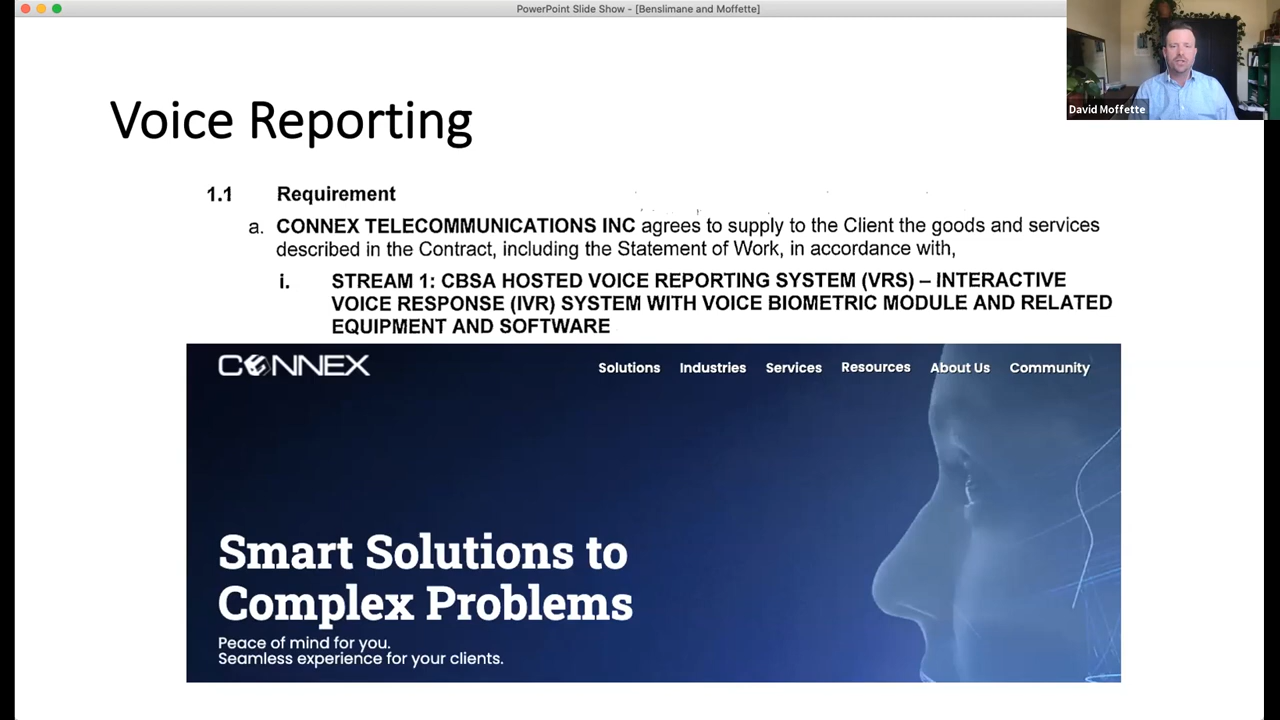 PowerPoint Slide Show - [Benslimane and Moffette]
David Moffette
Voice Reporting
1.1 Requirement
a. CONNEX TELECOMMUNICATIONS INC agrees to supply to the Client the goods and services
described in the Contract, including the Statement of Work, in accordance with,
i. STREAM 1: CBSA HOSTED VOICE REPORTING SYSTEM (VRS) – INTERACTIVE
VOICE RESPONSE (IVR) SYSTEM WITH VOICE BIOMETRIC MODULE AND RELATED
EQUIPMENT AND SOFTWARE
CONNEX Solutions Industries Services Resources About Us Community
Smart Solutions to
Complex Problems
Peace of mind for you.
Seamless experience for your clients.